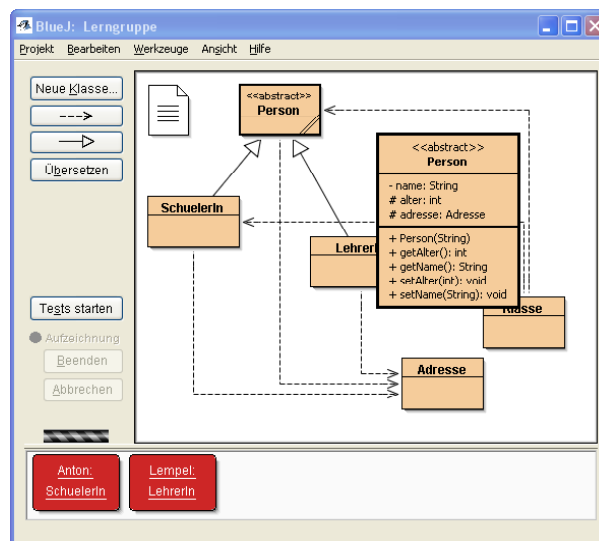 BlueJ: Lerngruppe
Projekt Bearbeiten Werkzeuge Ansicht Hilfe
Neue Klasse...
--->
Übersetzen
Tests starten
Aufzeichnung
Beenden
Abbrechen
<<abstract>>
Person
SchuelerIn
LehrerI
<<abstract>>
Person
- name: String
# alter: int
# adresse: Adresse
+ Person(String)
+ getAlter(): int
+ getName(): String
+ setAlter(int): void
+ setName(String): void
Klasse
Adresse
Anton:
SchuelerIn
Lempel:
LehrerIn